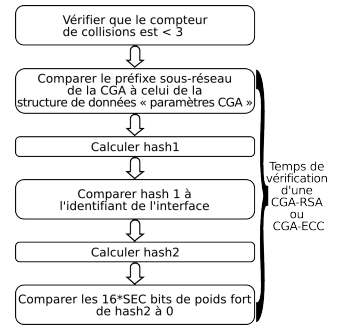 Vérifier que le compteur
de collisions est < 3
Comparer le préfixe sous-réseau
de la CGA à celui de la
structure de données « paramètres CGA »
Calculer hash1
Comparer hash 1 à
l'identifiant de l'interface
Calculer hash2
Comparer les 16*SEC bits de poids fort
de hash2 à 0
Temps de
vérification
d'une
CGA-RSA
ou
CGA-ECC